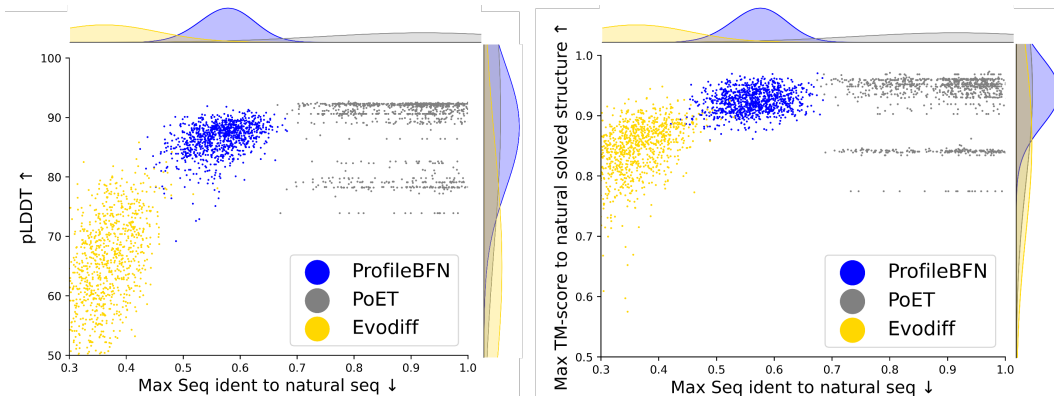 100
90
80
70
60
50
pLDDT ↑
0.3 0.4 0.5 0.6 0.7 0.8 0.9 1.0
Max Seq ident to natural seq ↓
ProfileBFN
PoET
Evodiff
1.0
0.9
0.8
0.7
0.6
0.5
Max TM-score to natural solved structure ↑
0.3 0.4 0.5 0.6 0.7 0.8 0.9 1.0
Max Seq ident to natural seq ↓
ProfileBFN
PoET
Evodiff